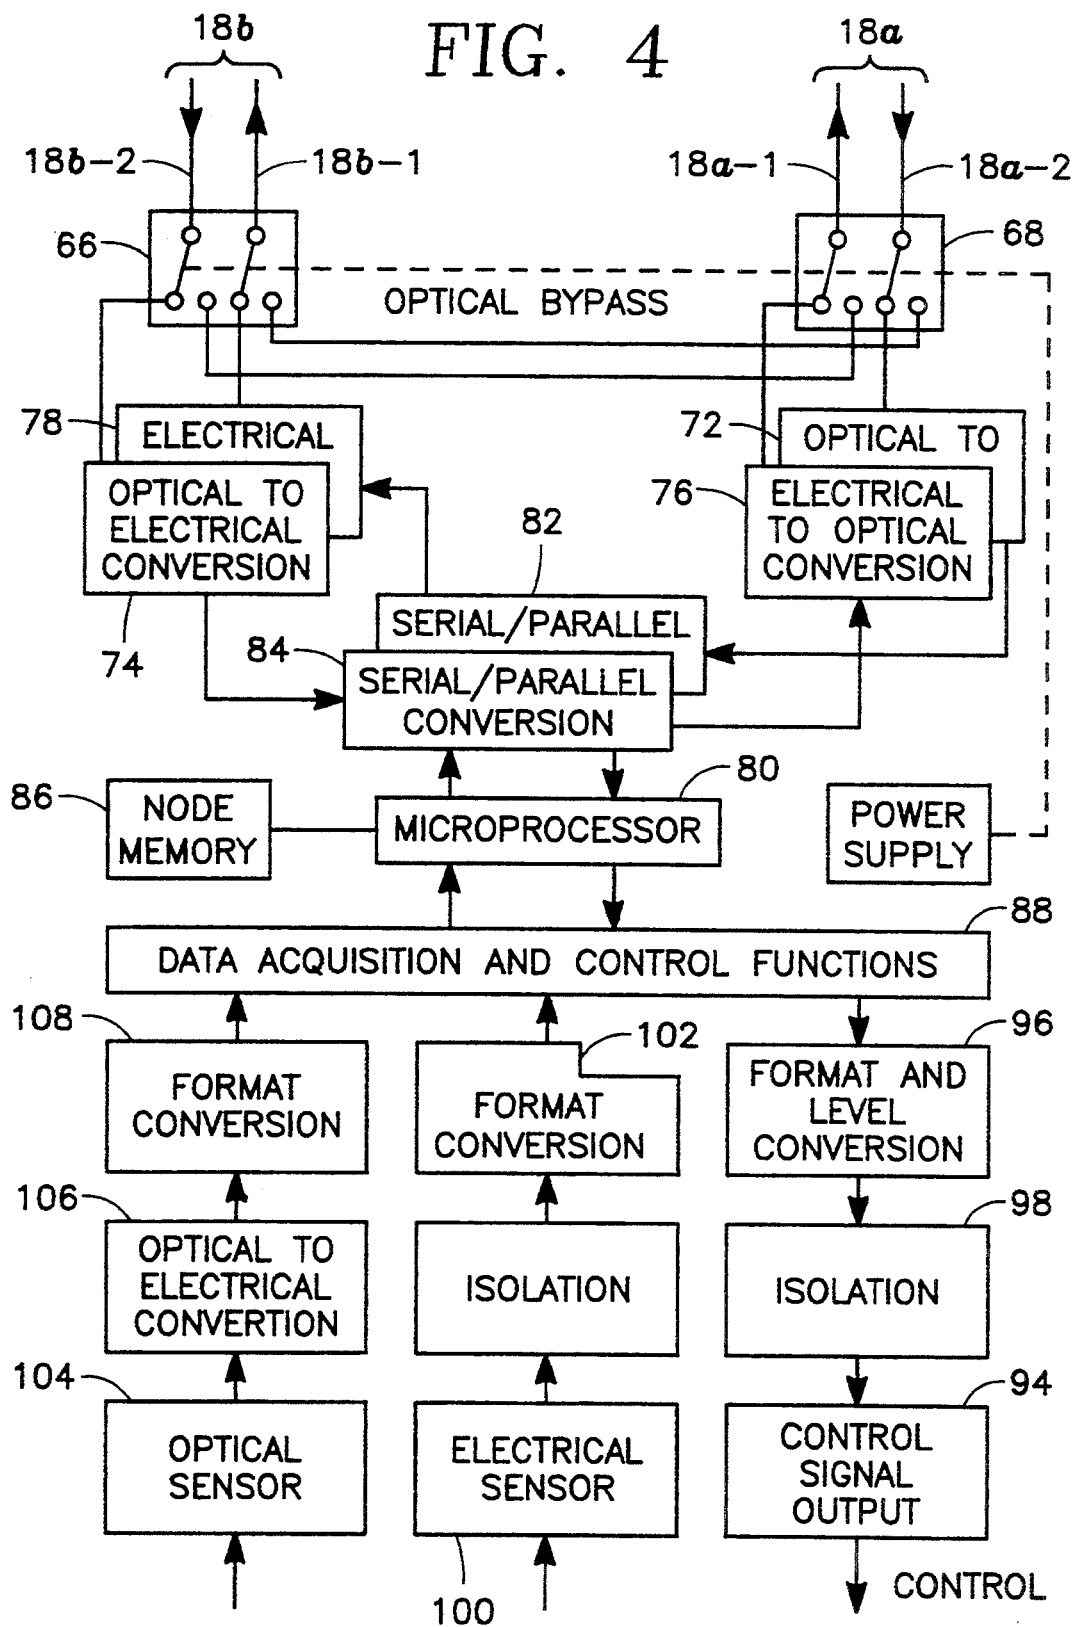 FIG. 4
18b
18a
18b-2
18b-1
18a-1
18a-2
66
68
OPTICAL BYPASS
78
ELECTRICAL
72
OPTICAL TO
OPTICAL TO
ELECTRICAL
CONVERSION
76
ELECTRICAL
TO OPTICAL
CONVERSION
82
74
SERIAL/PARALLEL
84
SERIAL/PARALLEL
CONVERSION
86
NODE
MEMORY
80
MICROPROCESSOR
POWER
SUPPLY
88
DATA ACQUISITION AND CONTROL FUNCTIONS
108
FORMAT
CONVERSION
102
FORMAT
CONVERSION
96
FORMAT AND
LEVEL
CONVERSION
106
OPTICAL TO
ELECTRICAL
CONVERTION
ISOLATION
98
ISOLATION
104
OPTICAL
SENSOR
ELECTRICAL
SENSOR
94
CONTROL
SIGNAL
OUTPUT
100
CONTROL